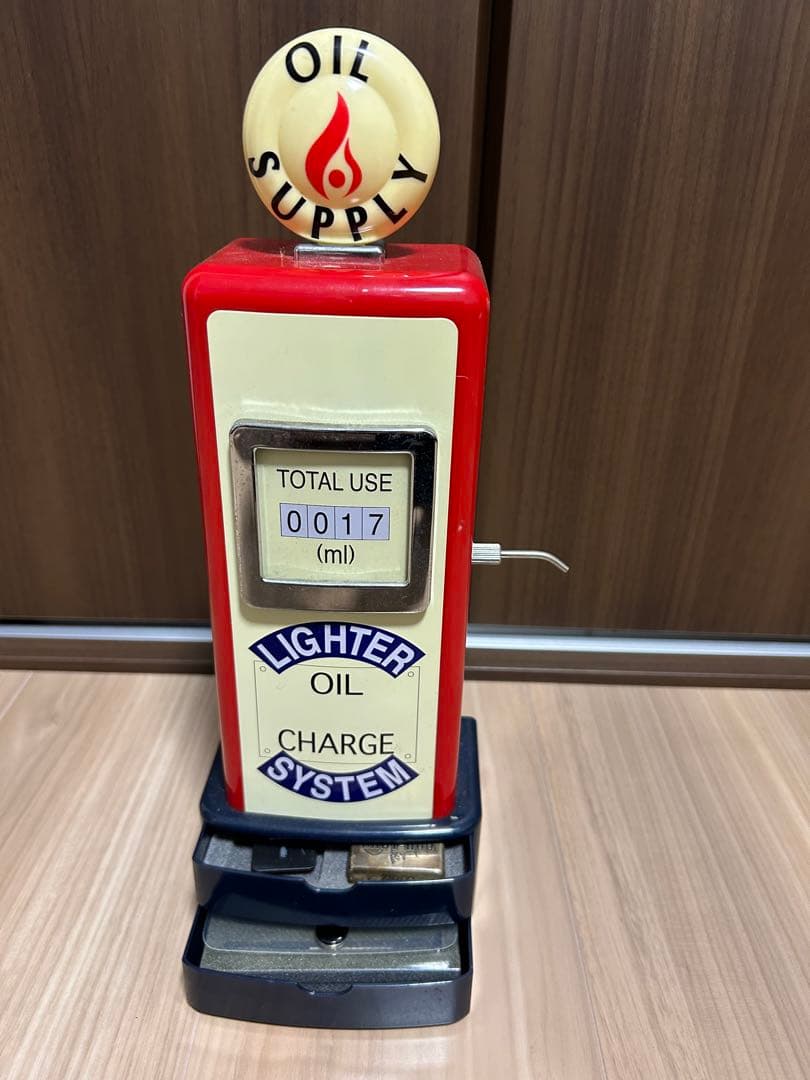 OIL
SUPPLY
TOTAL USE
0017
(ml)
LIGHTER
OIL
CHARGE
SYSTEM